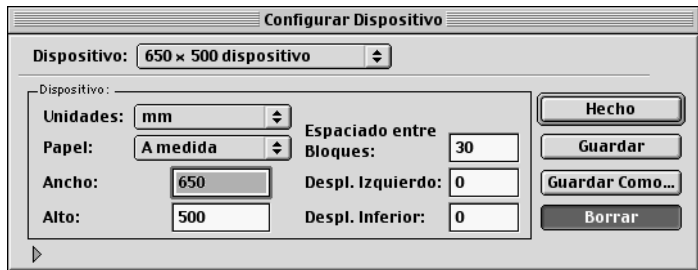 Configurar Dispositivo
Dispositivo: 650 × 500 dispositivo
Dispositivo:
Unidades: mm
Papel: A medida
Espaciado entre
Bloques: 30
Ancho: 650
Despl. Izquierdo: 0
Alto: 500
Despl. Inferior: 0
Hecho
Guardar
Guardar Como...
Borrar